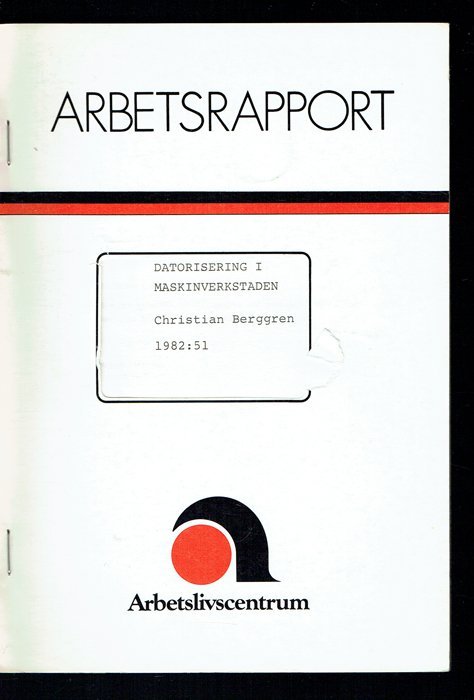 ARBETSRAPPORT
DATORISERING I
MASKINVERKSTADEN
Christian Berggren
1982:51
Arbetslivscentrum